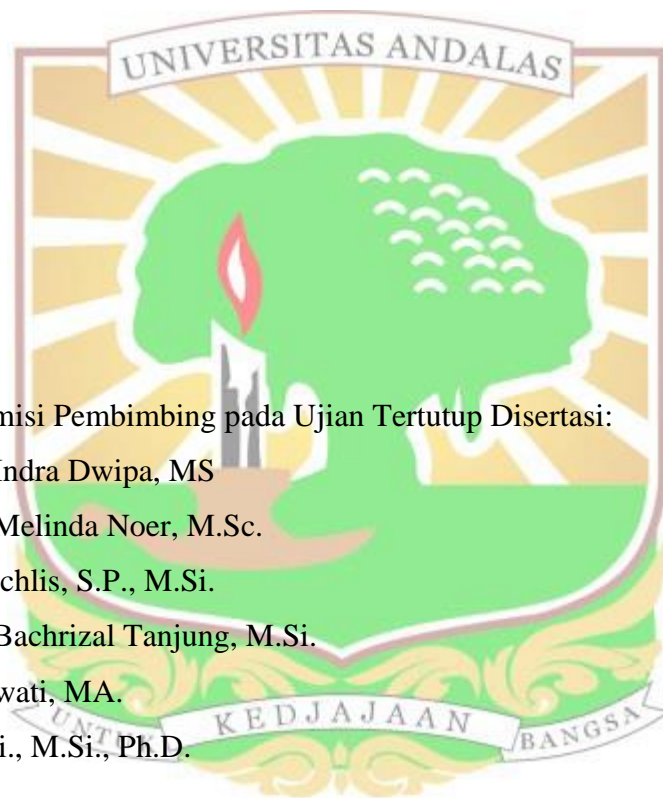 UNIVERSITAS ANDALAS
misi Pembimbing pada Ujian Tertutup Disertasi:
Indra Dwipa, MS
Melinda Noer, M.Sc.
chlis, S.P., M.Si.
Bachrizal Tanjung, M.Si.
wati, MA.
i., M.Si., Ph.D.
UNTUK KEDJAJAAN BANGSA